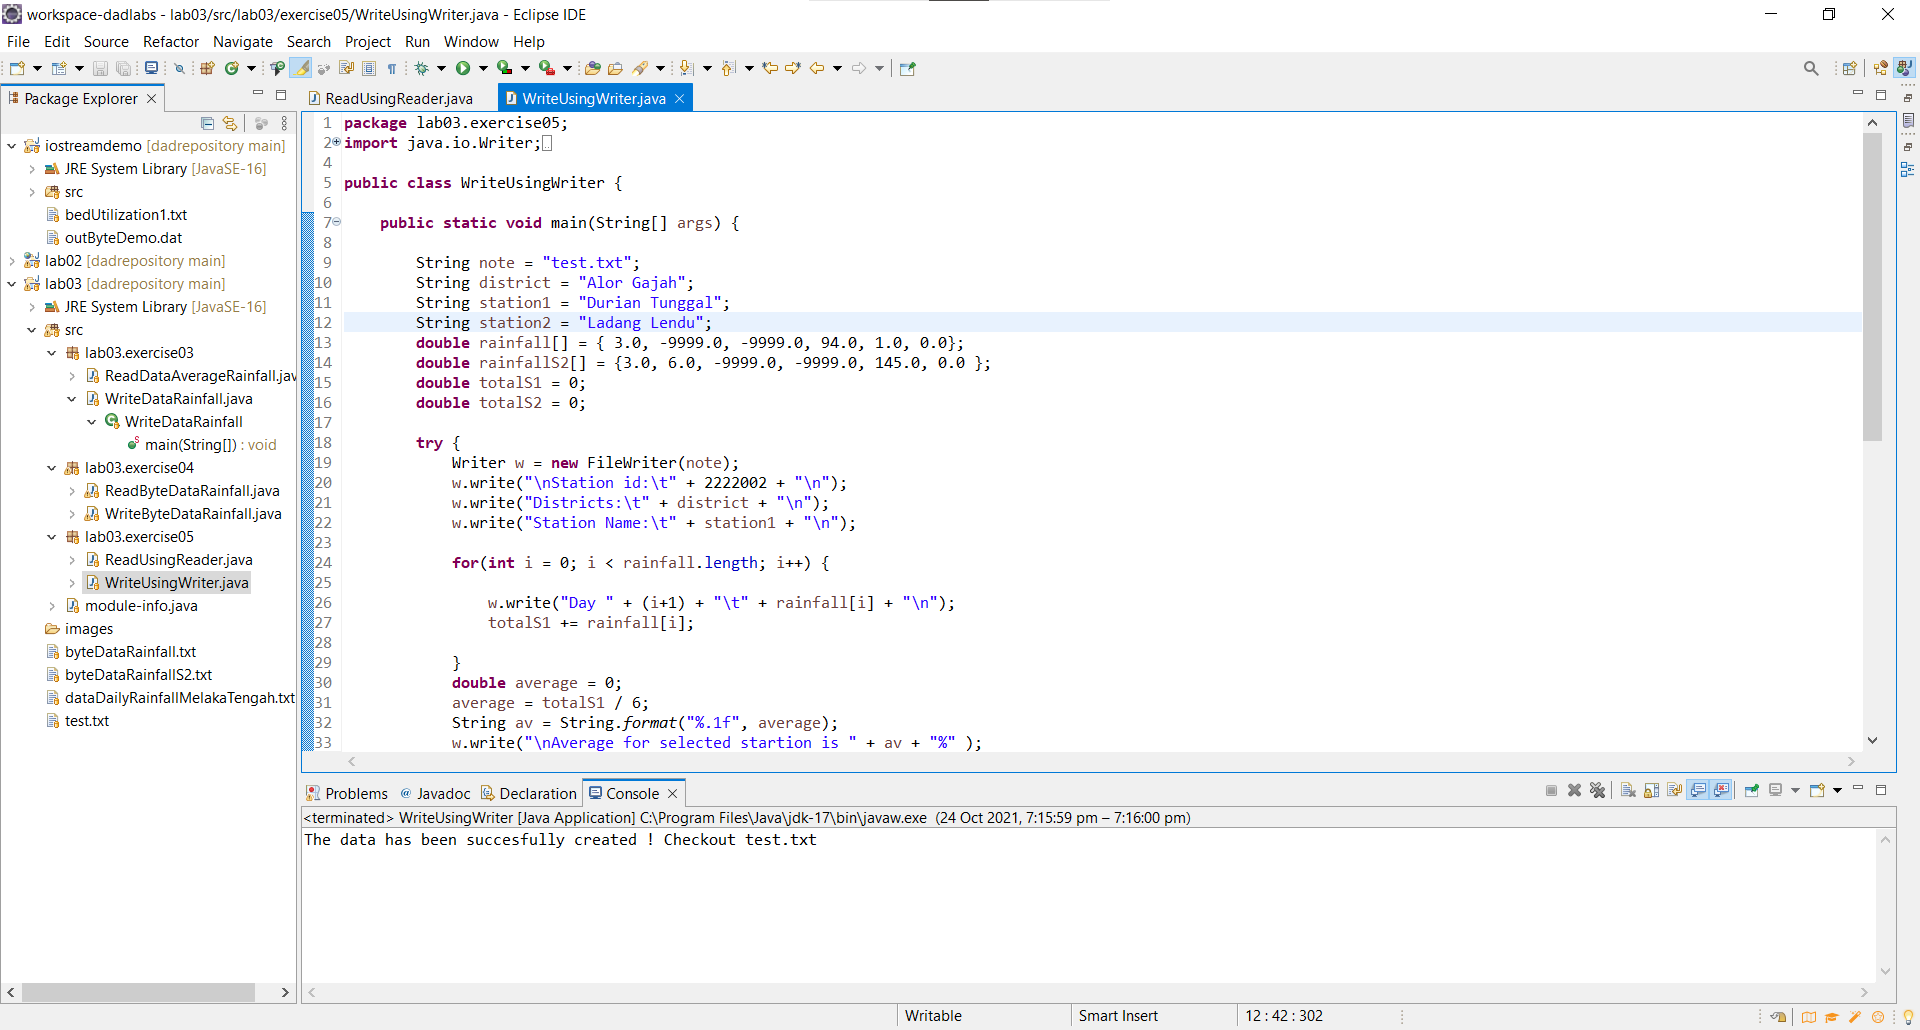 workspace-dadlabs - lab03/src/lab03/exercise05/WriteUsingWriter.java - Eclipse IDE
File Edit Source Refactor Navigate Search Project Run Window Help
Package Explorer
iostreamdemo [dadrepository main]
JRE System Library [JavaSE-16]
src
bedUtilization1.txt
outByteDemo.dat
lab02 [dadrepository main]
lab03 [dadrepository main]
JRE System Library [JavaSE-16]
src
lab03.exercise03
ReadDataAverageRainfall.jav
WriteDataRainfall.java
WriteDataRainfall
main(String[]) : void
lab03.exercise04
ReadByteDataRainfall.java
WriteByteDataRainfall.java
lab03.exercise05
ReadUsingReader.java
WriteUsingWriter.java
module-info.java
images
byteDataRainfall.txt
byteDataRainfallS2.txt
dataDailyRainfallMelakaTengah.txt
test.txt
ReadUsingReader.java WriteUsingWriter.java
1 package lab03.exercise05;
2 import java.io.Writer;
4
5 public class WriteUsingWriter {
6
7 public static void main(String[] args) {
8
9 String note = "test.txt";
10 String district = "Alor Gajah";
11 String station1 = "Durian Tunggal";
12 String station2 = "Ladang Lendu";
13 double rainfall[] = { 3.0, -9999.0, -9999.0, 94.0, 1.0, 0.0};
14 double rainfallS2[] = {3.0, 6.0, -9999.0, -9999.0, 145.0, 0.0 };
15 double totalS1 = 0;
16 double totalS2 = 0;
17
18 try {
19 Writer w = new FileWriter(note);
20 w.write("\nStation id:\t" + 2222002 + "\n");
21 w.write("Districts:\t" + district + "\n");
22 w.write("Station Name:\t" + station1 + "\n");
23
24 for(int i = 0; i < rainfall.length; i++) {
25
26 w.write("Day " + (i+1) + "\t" + rainfall[i] + "\n");
27 totalS1 += rainfall[i];
28
29 }
30 double average = 0;
31 average = totalS1 / 6;
32 String av = String.format("%.1f", average);
33 w.write("\nAverage for selected startion is " + av + "%" );
Problems Javadoc Declaration Console
<terminated> WriteUsingWriter [Java Application] C:\Program Files\Java\jdk-17\bin\javaw.exe (24 Oct 2021, 7:15:59 pm – 7:16:00 pm)
The data has been succesfully created ! Checkout test.txt
Writable Smart Insert 12 : 42 : 302